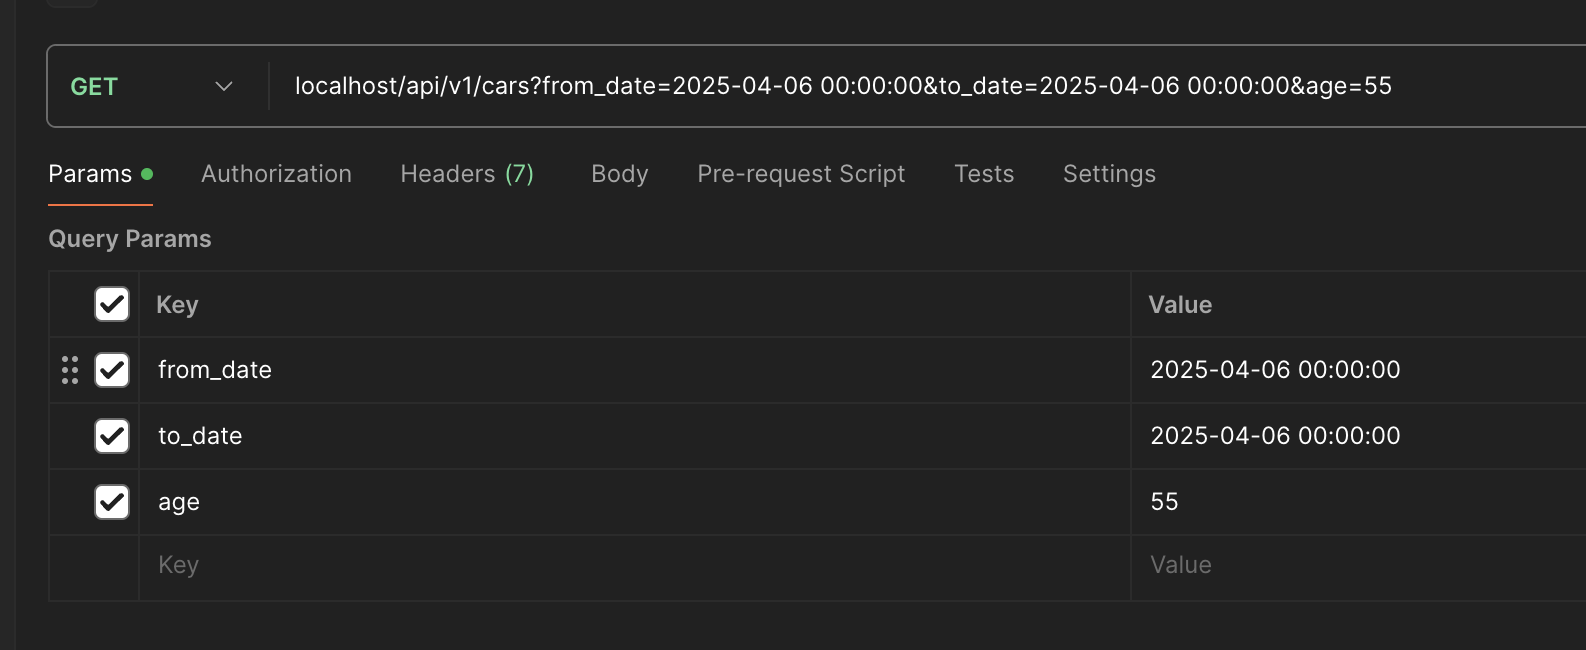 GET localhost/api/v1/cars?from_date=2025-04-06 00:00:00&to_date=2025-04-06 00:00:00&age=55
Params Authorization Headers (7) Body Pre-request Script Tests Settings
Query Params
Key Value
from_date 2025-04-06 00:00:00
to_date 2025-04-06 00:00:00
age 55
Key Value